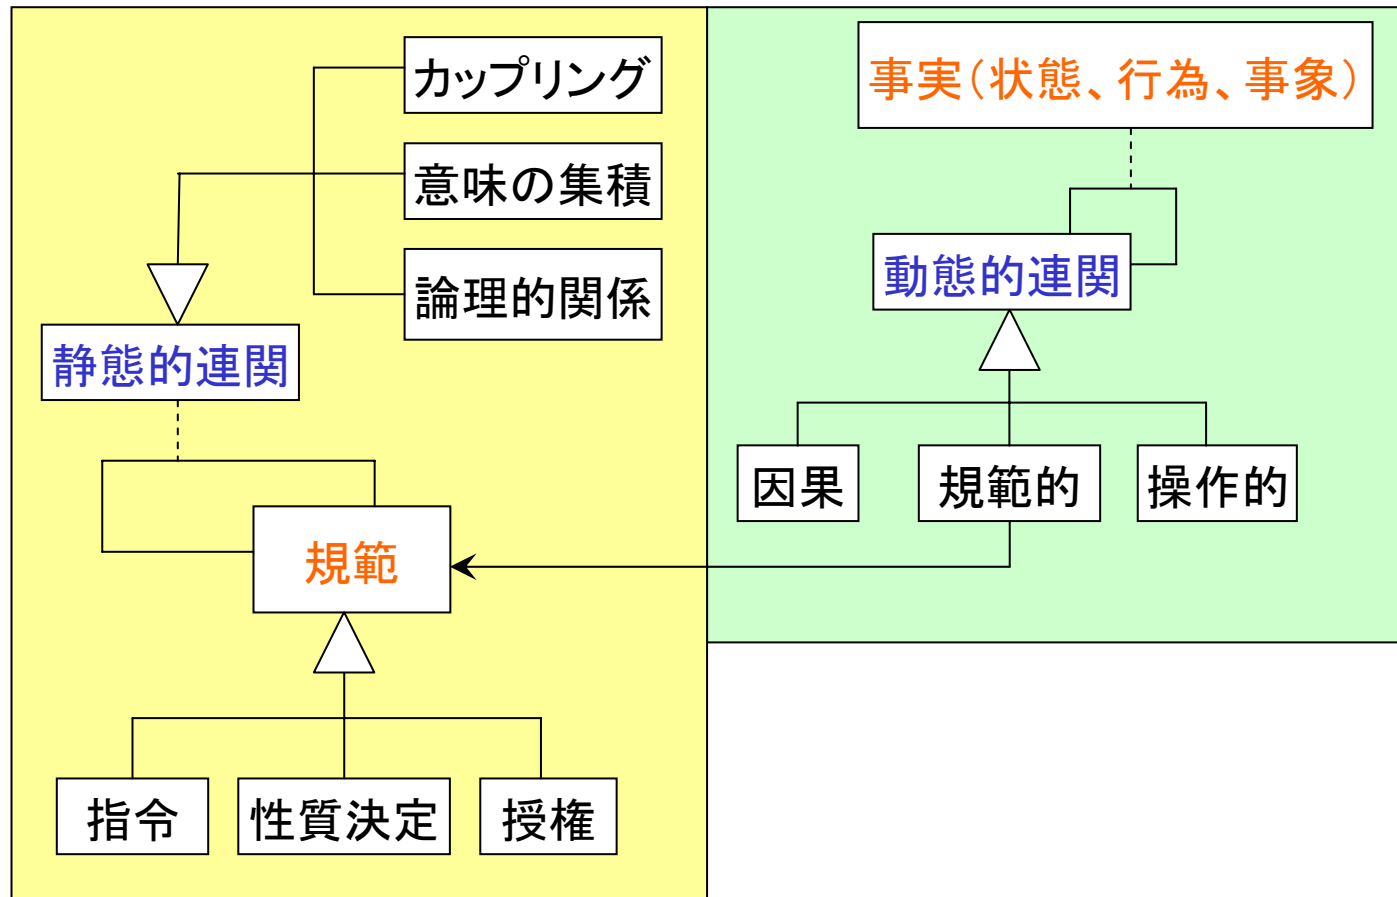 カップリング
意味の集積
論理的関係
静態的連関
規範
指令
性質決定
授権
事実(状態、行為、事象)
動態的連関
因果
規範的
操作的